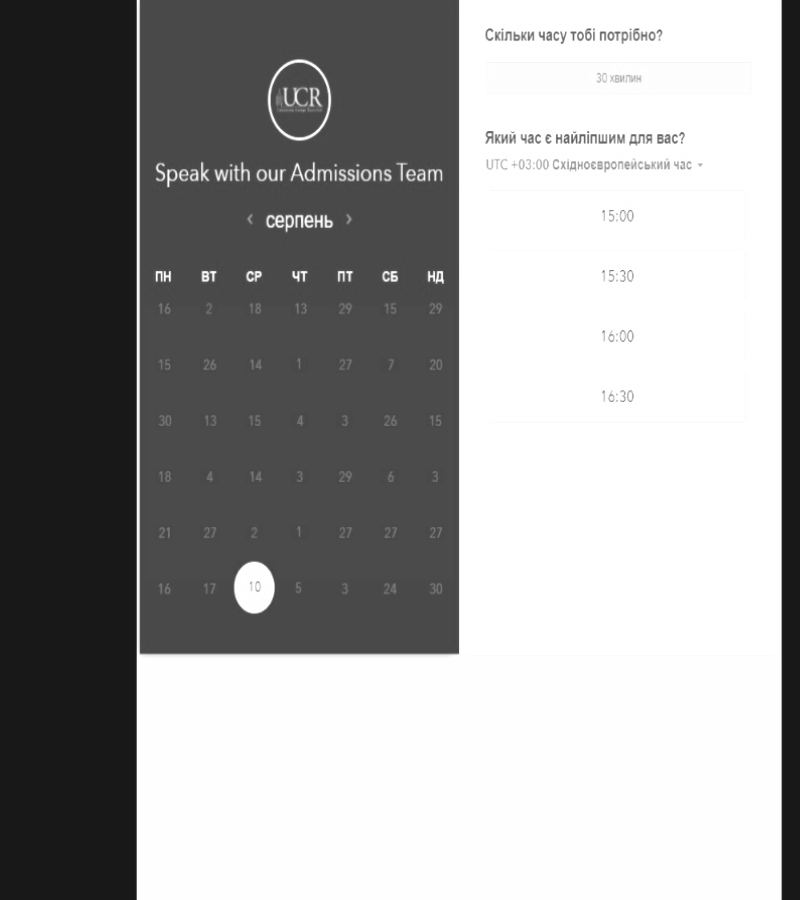 UCR
Speak with our Admissions Team
серпень
ПН ВТ СР ЧТ ПТ СБ НД
16 2 18 13 29 15 29
15 26 14 1 27 7 20
30 13 15 4 3 26 15
18 4 14 3 29 6 3
21 27 2 1 27 27 27
16 17 10 5 3 24 30
Скільки часу тобі потрібно?
30 хвилин
Який час є найліпшим для вас?
UTC +03:00 Східноєвропейський час
15:00
15:30
16:00
16:30